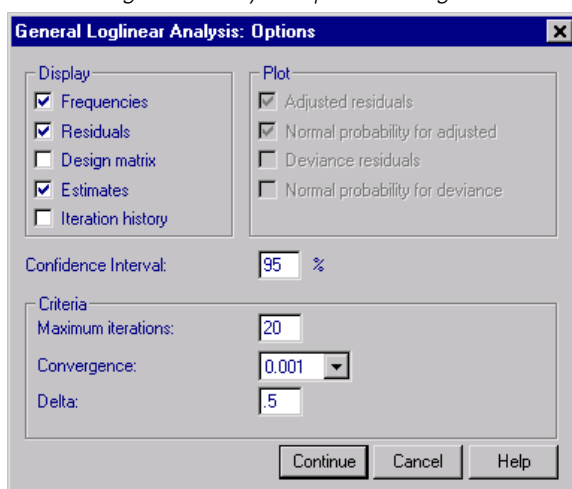 General Loglinear Analysis: Options
Display
Frequencies
Residuals
Design matrix
Estimates
Iteration history
Plot
Adjusted residuals
Normal probability for adjusted
Deviance residuals
Normal probability for deviance
Confidence Interval: 95 %
Criteria
Maximum iterations: 20
Convergence: 0.001
Delta: .5
Continue Cancel Help